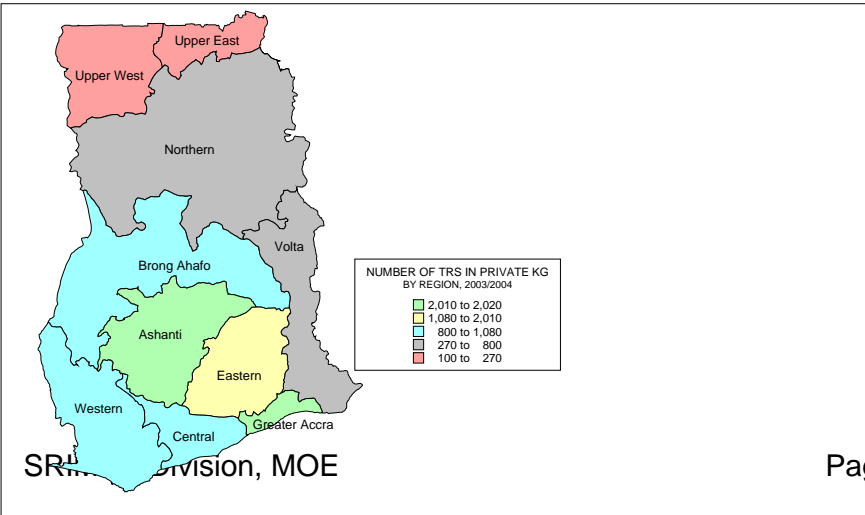 Upper East
Upper West
Northern
Volta
Brong Ahafo
NUMBER OF TRS IN PRIVATE KG
BY REGION, 2003/2004
2,010 to 2,020
1,080 to 2,010
800 to 1,080
270 to 800
100 to 270
Ashanti
Eastern
Western
Greater Accra
Central
Division, MOE